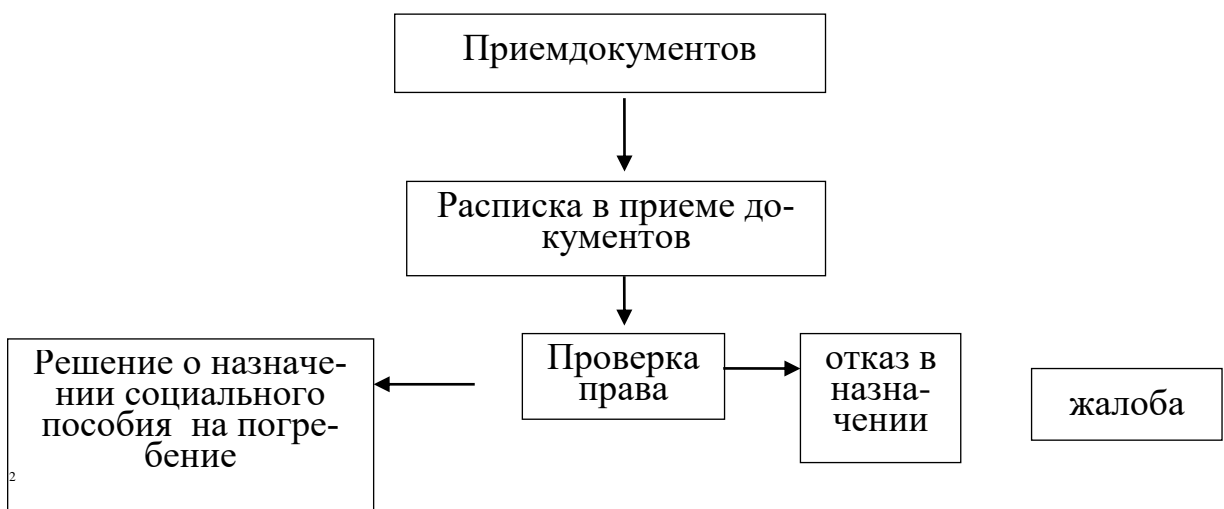 Приемдокументов
Расписка в приеме до-
кументов
Решение о назначе-
нии социального
пособия на погре-
бение
2
Проверка
права
отказ в
назна-
чении
жалоба